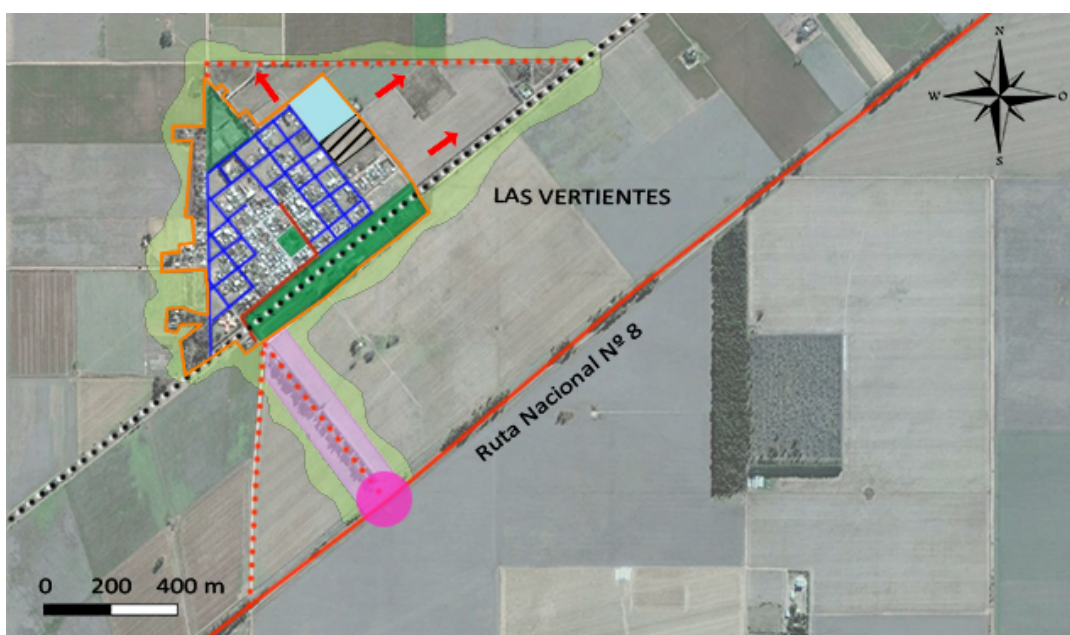 N
W O
S
LAS VERTIENTES
Ruta Nacional Nº 8
0 200 400 m